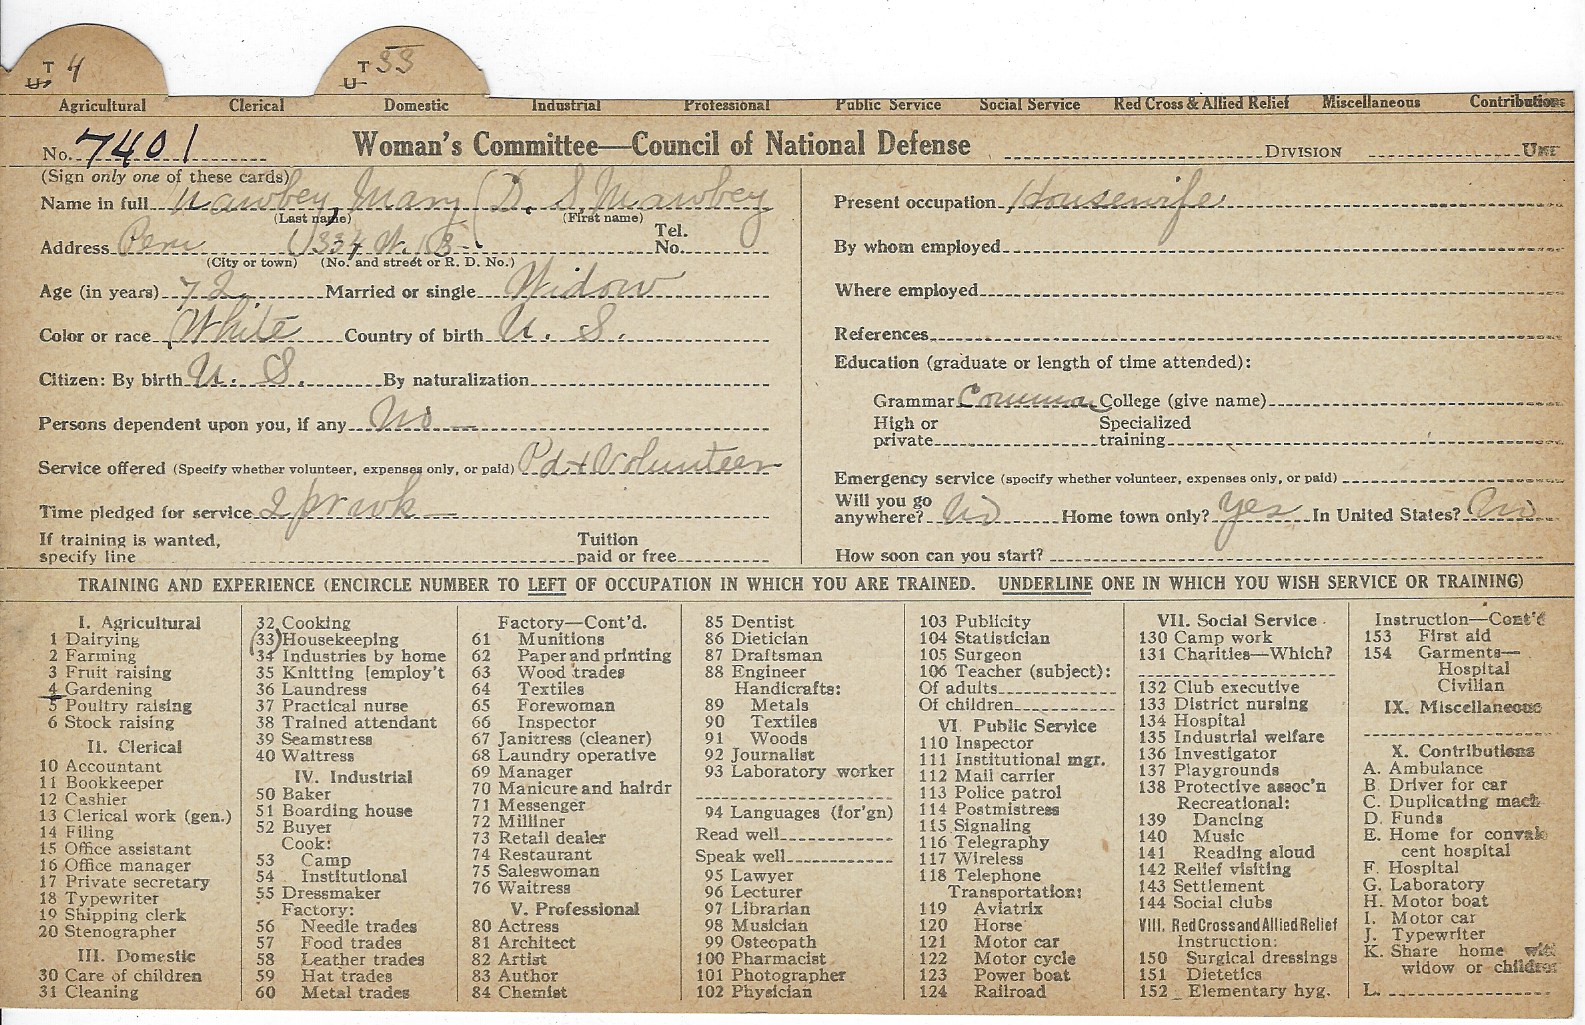 T 4 T 33
U U
Agricultural Clerical Domestic Industrial Professional Public Service Social Service Red Cross & Allied Relief Miscellaneous Contributions
No. 7401 Woman's Committee—Council of National Defense DIVISION UNIT
(Sign only one of these cards)
Name in full Mawbey, Mary (D. S. Mawbey
(Last name) (First name)
Address Peru 334 W. Tel. No.
(City or town) (No. and street or R. D. No.)
Age (in years) 72 Married or single Widow
Color or race White Country of birth U. S.
Citizen: By birth U. S. By naturalization
Persons dependent upon you, if any No
Service offered (Specify whether volunteer, expenses only, or paid) Pd + Volunteer
Time pledged for service 2 hr wk
If training is wanted, specify line Tuition paid or free
Present occupation Housewife
By whom employed
Where employed
References
Education (graduate or length of time attended):
Grammar Common College (give name)
High or private Specialized training
Emergency service (specify whether volunteer, expenses only, or paid)
Will you go anywhere? No Home town only? Yes In United States? No
How soon can you start?
TRAINING AND EXPERIENCE (ENCIRCLE NUMBER TO LEFT OF OCCUPATION IN WHICH YOU ARE TRAINED. UNDERLINE ONE IN WHICH YOU WISH SERVICE OR TRAINING)
I. Agricultural
1 Dairying
2 Farming
3 Fruit raising
4 Gardening
5 Poultry raising
6 Stock raising
II. Clerical
10 Accountant
11 Bookkeeper
12 Cashier
13 Clerical work (gen.)
14 Filing
15 Office assistant
16 Office manager
17 Private secretary
18 Typewriter
19 Shipping clerk
20 Stenographer
III. Domestic
30 Care of children
31 Cleaning
32 Cooking
(33) Housekeeping
34 Industries by home
35 Knitting [employ't
36 Laundress
37 Practical nurse
38 Trained attendant
39 Seamstress
40 Waitress
IV. Industrial
50 Baker
51 Boarding house
52 Buyer
Cook:
53 Camp
54 Institutional
55 Dressmaker
Factory:
56 Needle trades
57 Food trades
58 Leather trades
59 Hat trades
60 Metal trades
Factory—Cont'd.
61 Munitions
62 Paper and printing
63 Wood trades
64 Textiles
65 Forewoman
66 Inspector
67 Janitress (cleaner)
68 Laundry operative
69 Manager
70 Manicure and hairdr
71 Messenger
72 Milliner
73 Retail dealer
74 Restaurant
75 Saleswoman
76 Waitress
V. Professional
80 Actress
81 Architect
82 Artist
83 Author
84 Chemist
85 Dentist
86 Dietician
87 Draftsman
88 Engineer
Handicrafts:
89 Metals
90 Textiles
91 Woods
92 Journalist
93 Laboratory worker
94 Languages (for'gn)
Read well
Speak well
95 Lawyer
96 Lecturer
97 Librarian
98 Musician
99 Osteopath
100 Pharmacist
101 Photographer
102 Physician
103 Publicity
104 Statistician
105 Surgeon
106 Teacher (subject):
Of adults
Of children
VI. Public Service
110 Inspector
111 Institutional mgr.
112 Mail carrier
113 Police patrol
114 Postmistress
115 Signaling
116 Telegraphy
117 Wireless
118 Telephone
Transportation:
119 Aviatrix
120 Horse
121 Motor car
122 Motor cycle
123 Power boat
124 Railroad
VII. Social Service
130 Camp work
131 Charities—Which?
132 Club executive
133 District nursing
134 Hospital
135 Industrial welfare
136 Investigator
137 Playgrounds
138 Protective assoc'n
Recreational:
139 Dancing
140 Music
141 Reading aloud
142 Relief visiting
143 Settlement
144 Social clubs
VIII. Red Cross and Allied Relief
Instruction:
150 Surgical dressings
151 Dietetics
152 Elementary hyg.
Instruction—Cont'd
153 First aid
154 Garments—
Hospital
Civilian
IX. Miscellaneous
X. Contributions
A. Ambulance
B. Driver for car
C. Duplicating mach
D. Funds
E. Home for convales
cent hospital
F. Hospital
G. Laboratory
H. Motor boat
I. Motor car
J. Typewriter
K. Share home with
widow or children
L.